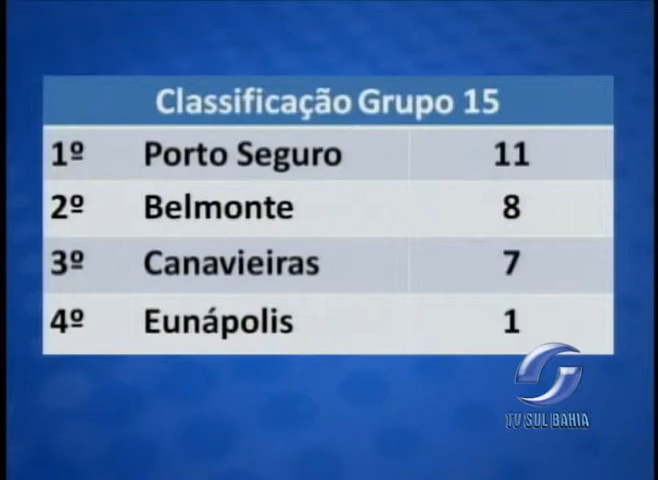 Classificação Grupo 15
1º Porto Seguro 11
2º Belmonte 8
3º Canavieiras 7
4º Eunápolis 1
TV SUL BAHIA